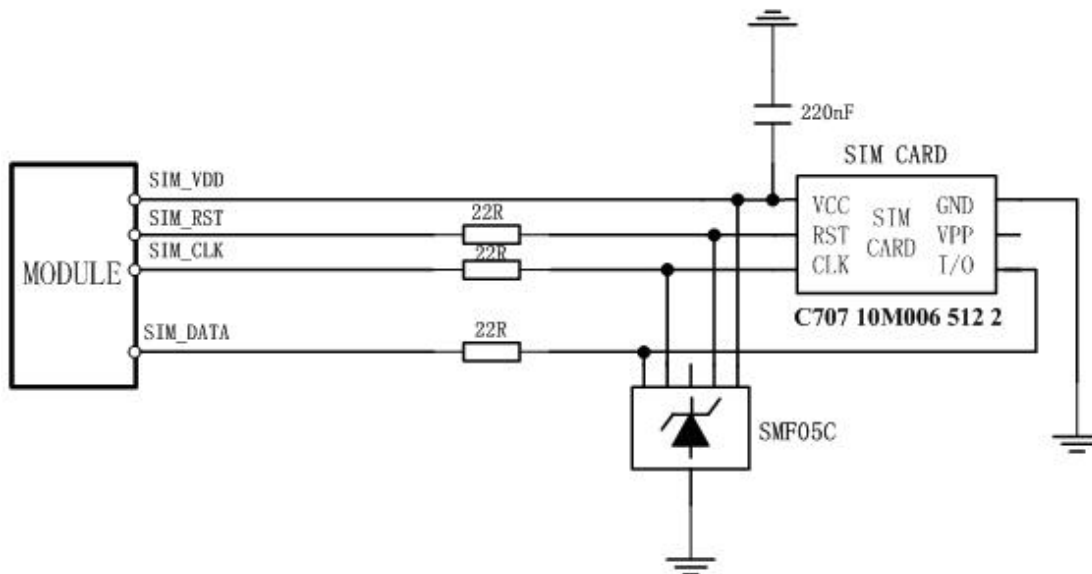 220nF
SIM CARD
SIM_VDD
SIM_RST
SIM_CLK
SIM_DATA
MODULE
22R
22R
22R
VCC
RST
CLK
SIM
CARD
GND
VPP
I/O
C707 10M006 512 2
SMF05C